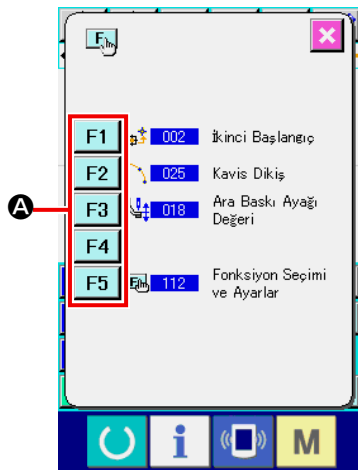 F
A
F1 002 İkinci Başlangıç
F2 025 Kavis Dikiş
F3 018 Ara Baskı Ayağı
Değeri
F4
F5 F 112 Fonksiyon Seçimi
ve Ayarlar
i M